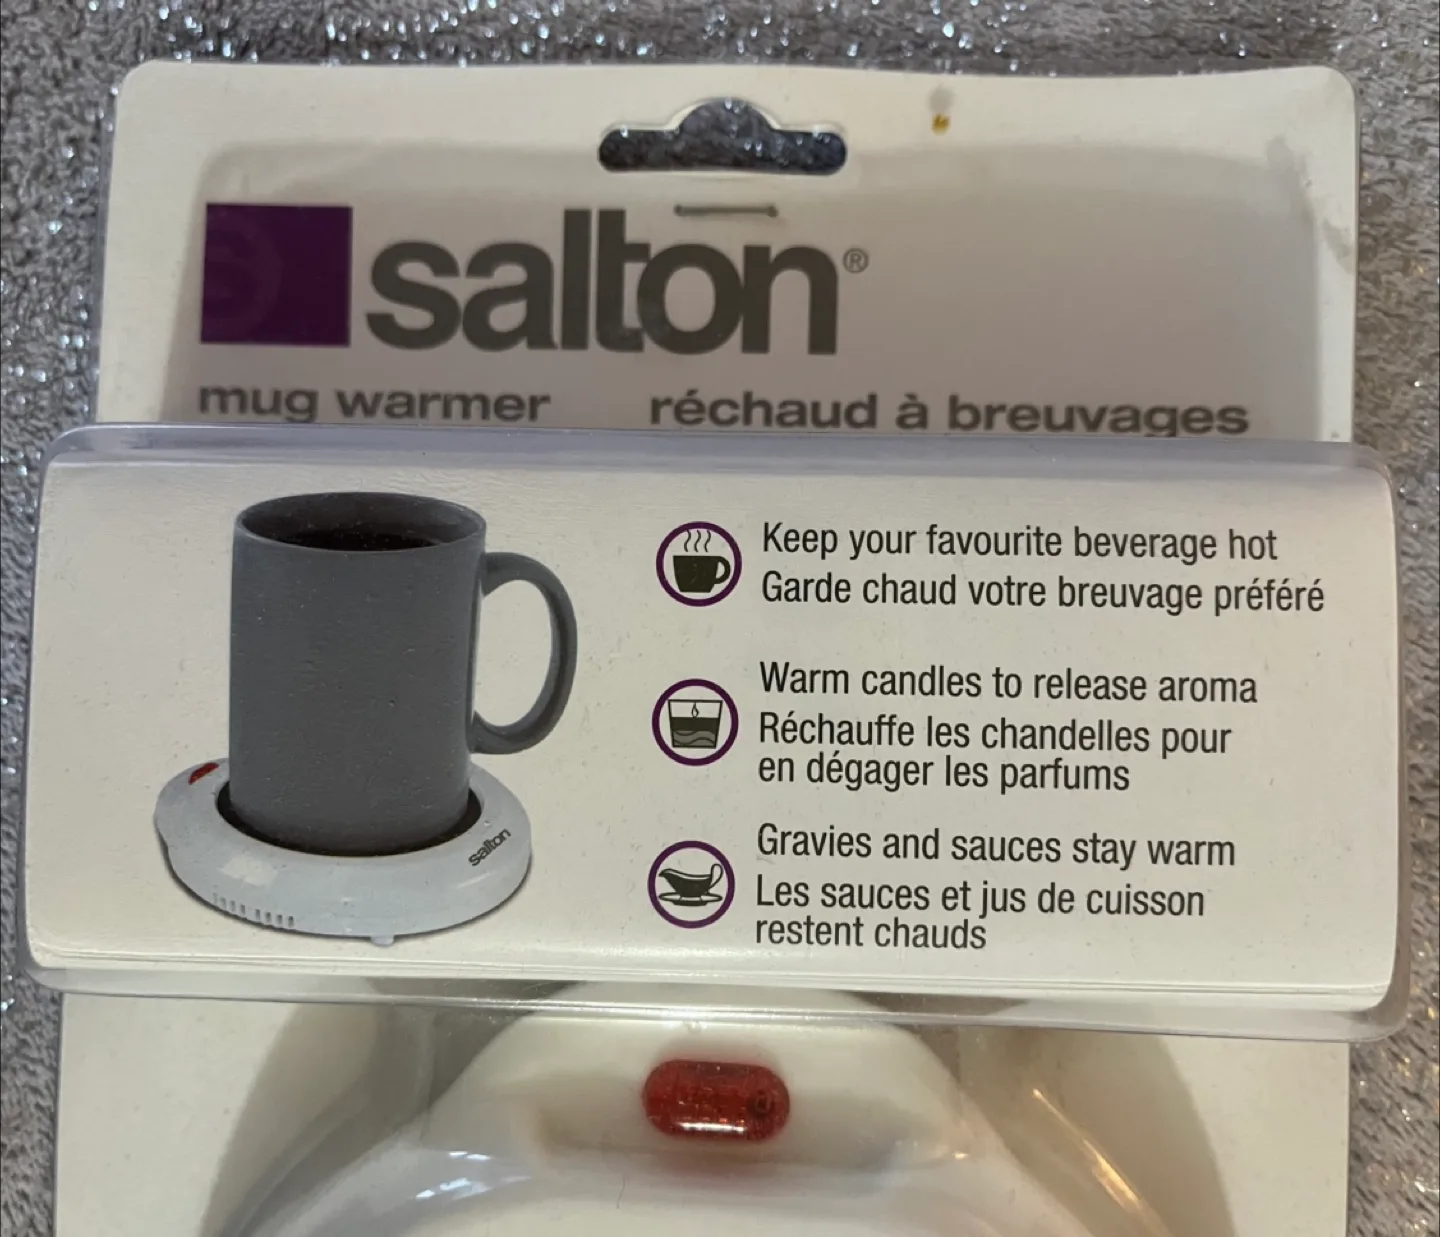 salton®
mug warmer réchaud à breuvages
Keep your favourite beverage hot
Garde chaud votre breuvage préféré
Warm candles to release aroma
Réchauffe les chandelles pour
en dégager les parfums
Gravies and sauces stay warm
Les sauces et jus de cuisson
restent chauds
salton